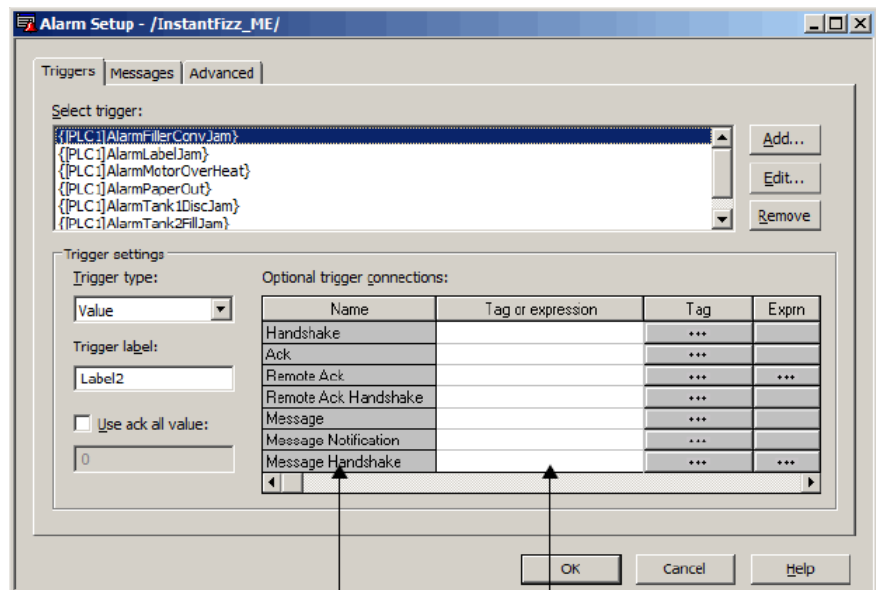 Alarm Setup - /InstantFizz_ME/
Triggers Messages Advanced
Select trigger:
{[PLC1]AlarmFillerConvJam}
{[PLC1]AlarmLabelJam}
{[PLC1]AlarmMotorOverHeat}
{[PLC1]AlarmPaperOut}
{[PLC1]AlarmTank1DiscJam}
{[PLC1]AlarmTank2FillJam}
Add...
Edit...
Remove
Trigger settings
Trigger type:
Value
Trigger label:
Label2
Use ack all value:
0
Optional trigger connections:
Name Tag or expression Tag Exprn
Handshake ...
Ack ...
Remote Ack ... ...
Remote Ack Handshake ...
Message ...
Message Notification ...
Message Handshake ... ...
OK Cancel Help